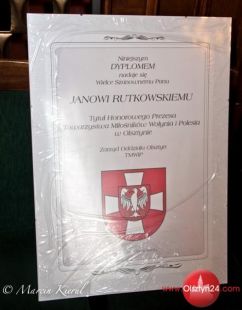 Niniejszym
DYPLOMEM
nadaje się
Wielce Szanownemu Panu
JANOWI RUTKOWSKIEMU
Tytuł Honorowego Prezesa
Towarzystwa Miłośników Wołynia i Polesia
w Olsztynie
Zarząd Oddziału Olsztyn
TMWiP
© Marcin Kierul
www.Olsztyn24.com